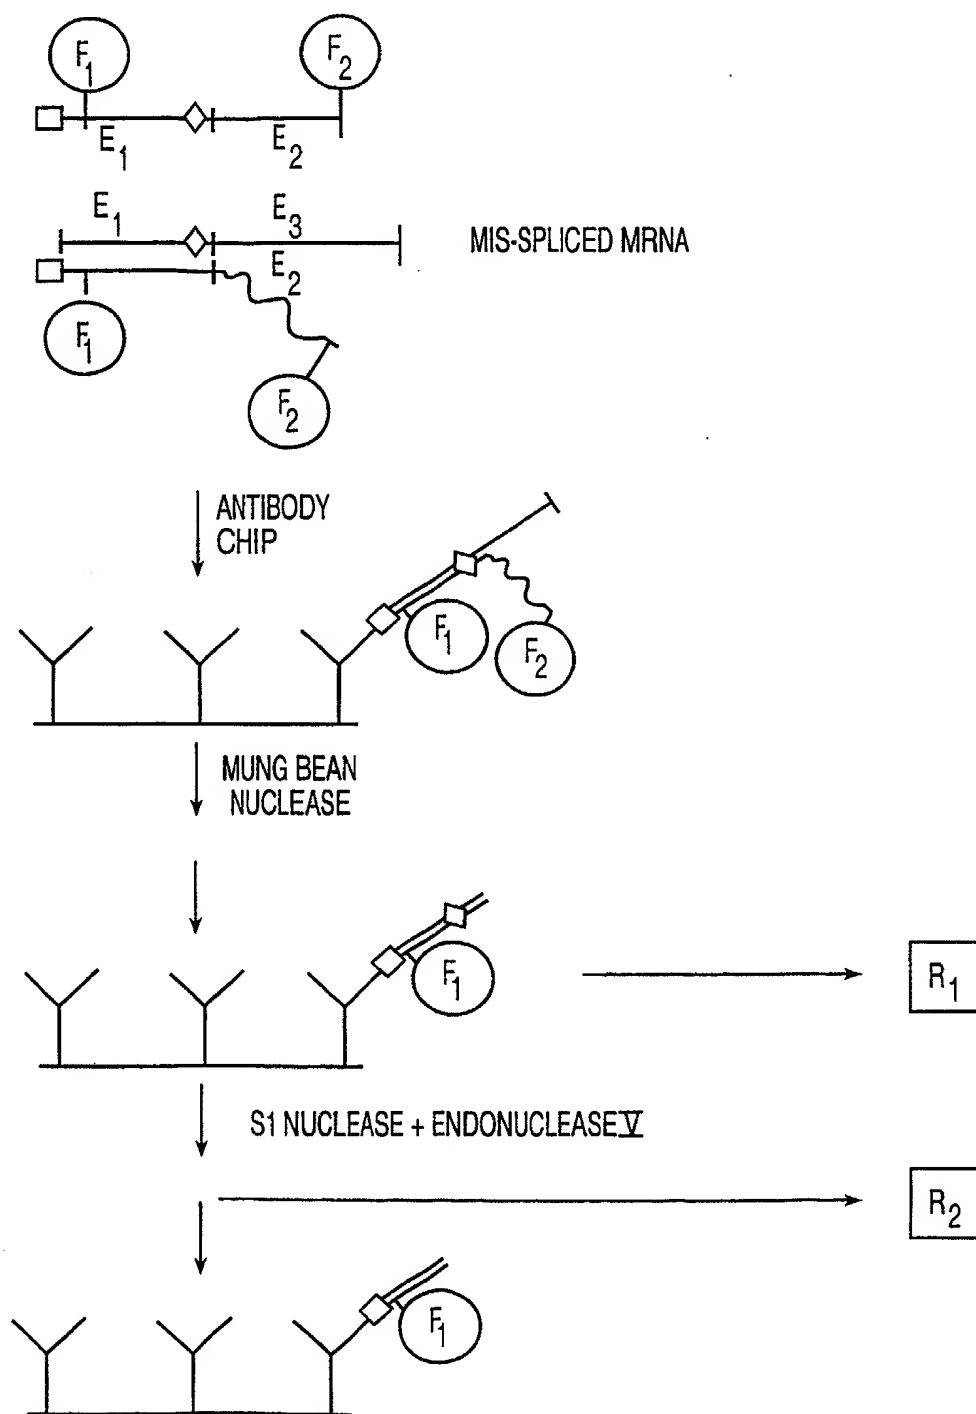 F1
F2
E1
E2
E1
E3
MIS-SPLICED MRNA
E2
F1
F2
ANTIBODY
CHIP
F1
F2
MUNG BEAN
NUCLEASE
F1
R1
S1 NUCLEASE + ENDONUCLEASE V
R2
F1